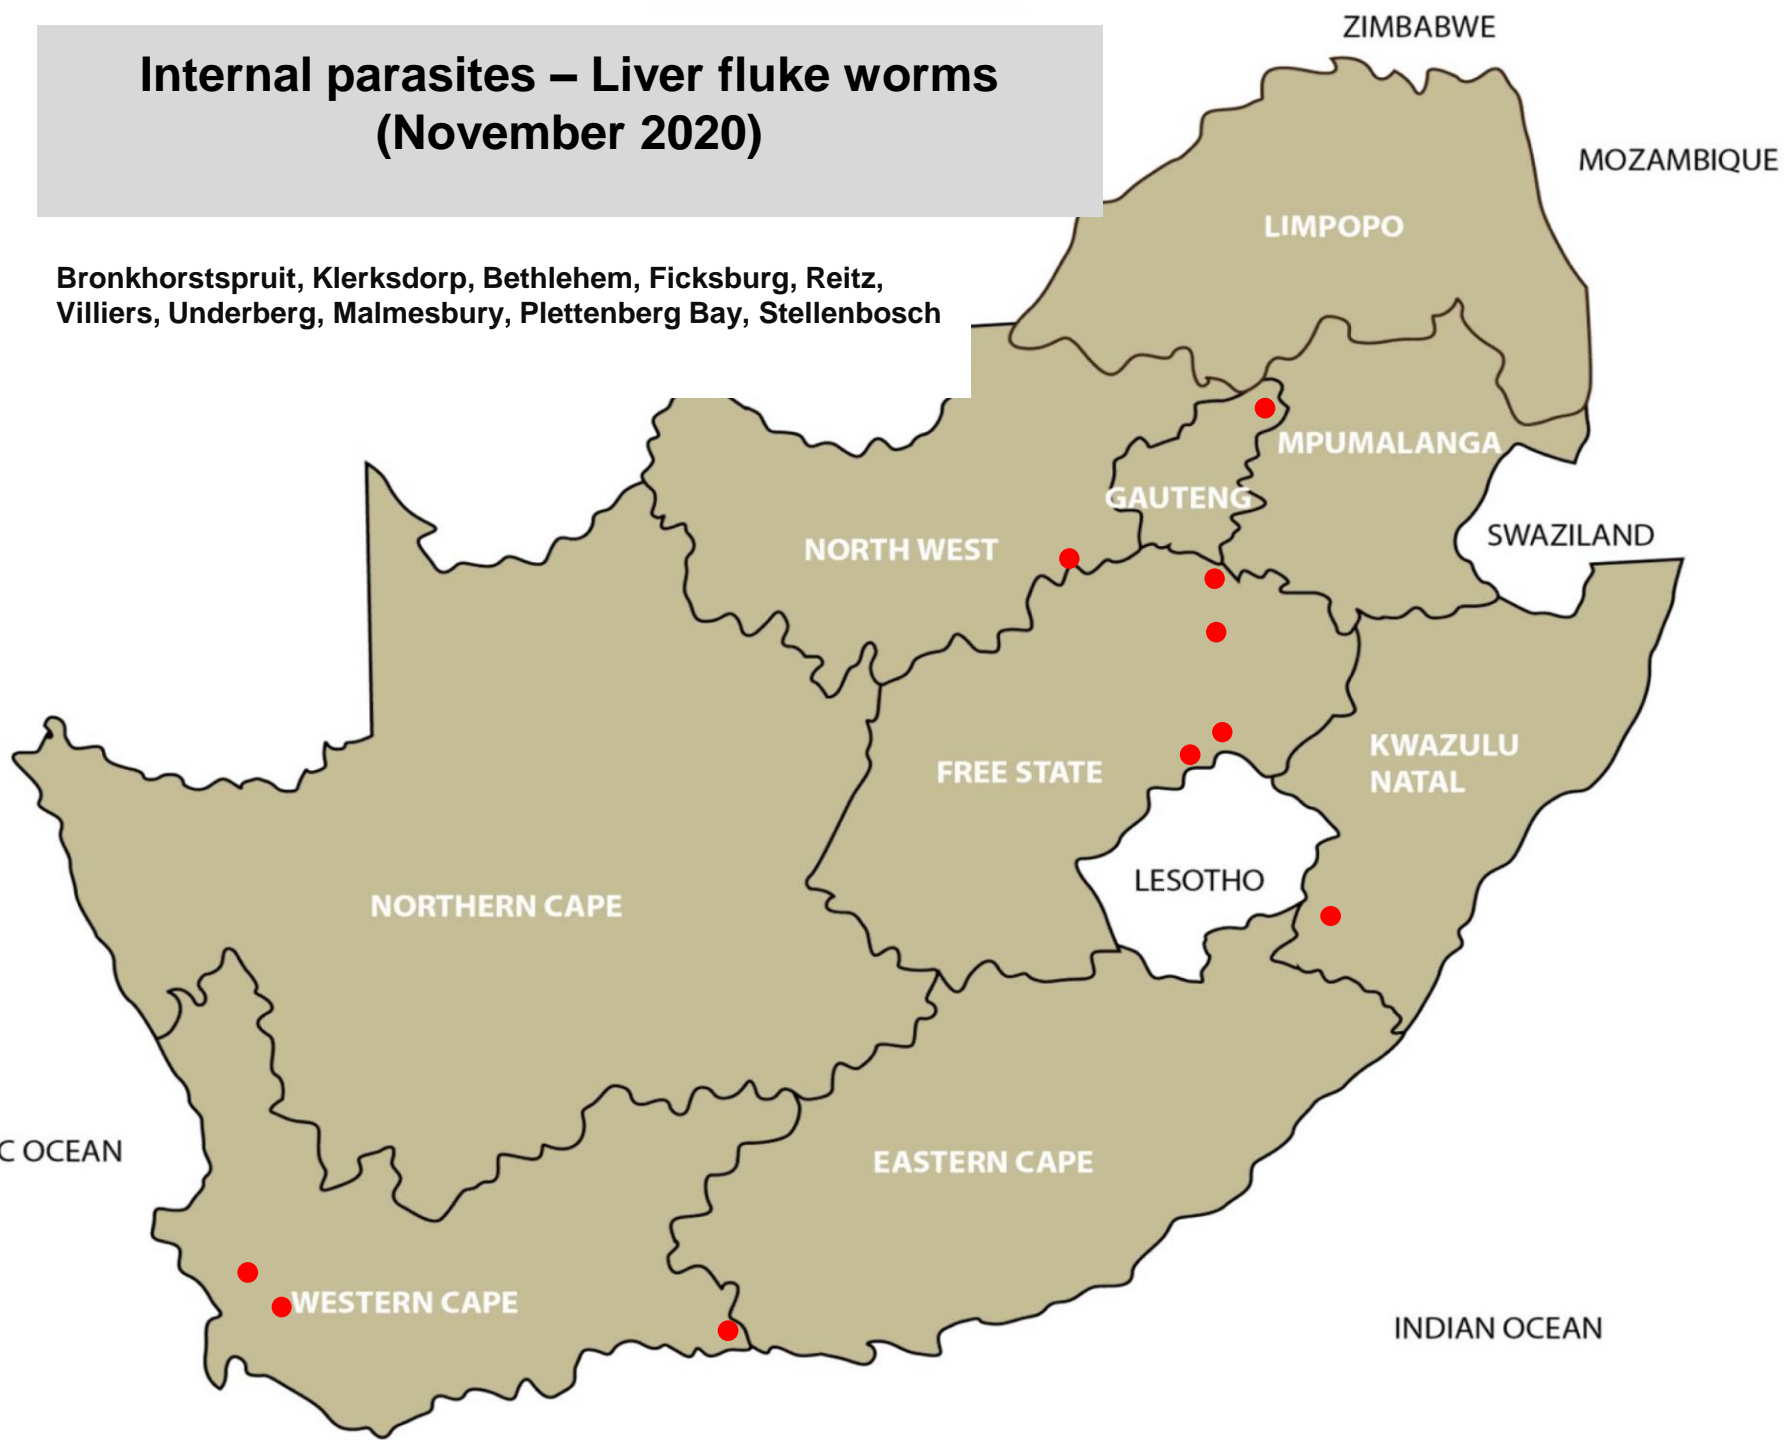 Internal parasites – Liver fluke worms
(November 2020)
Bronkhorstspruit, Klerksdorp, Bethlehem, Ficksburg, Reitz,
Villiers, Underberg, Malmesbury, Plettenberg Bay, Stellenbosch
ZIMBABWE
MOZAMBIQUE
LIMPOPO
MPUMALANGA
GAUTENG
SWAZILAND
NORTH WEST
KWAZULU
NATAL
FREE STATE
LESOTHO
NORTHERN CAPE
C OCEAN
EASTERN CAPE
WESTERN CAPE
INDIAN OCEAN